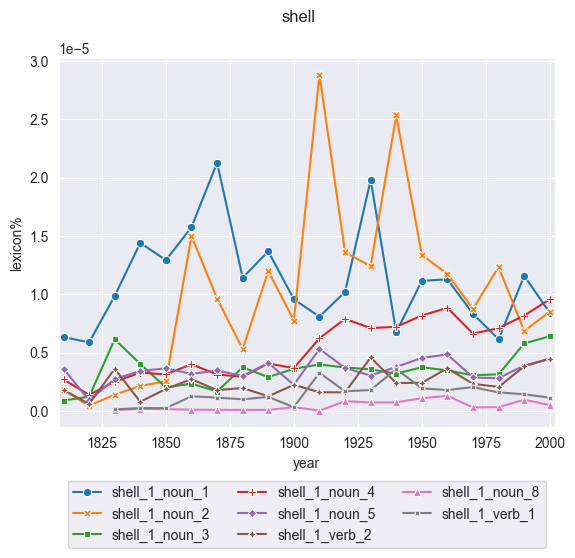 shell
1e−5
3.0
2.5
2.0
1.5
1.0
0.5
0.0
lexicon%
1825 1850 1875 1900 1925 1950 1975 2000
year
shell_1_noun_1 shell_1_noun_4 shell_1_noun_8
shell_1_noun_2 shell_1_noun_5 shell_1_verb_1
shell_1_noun_3 shell_1_verb_2